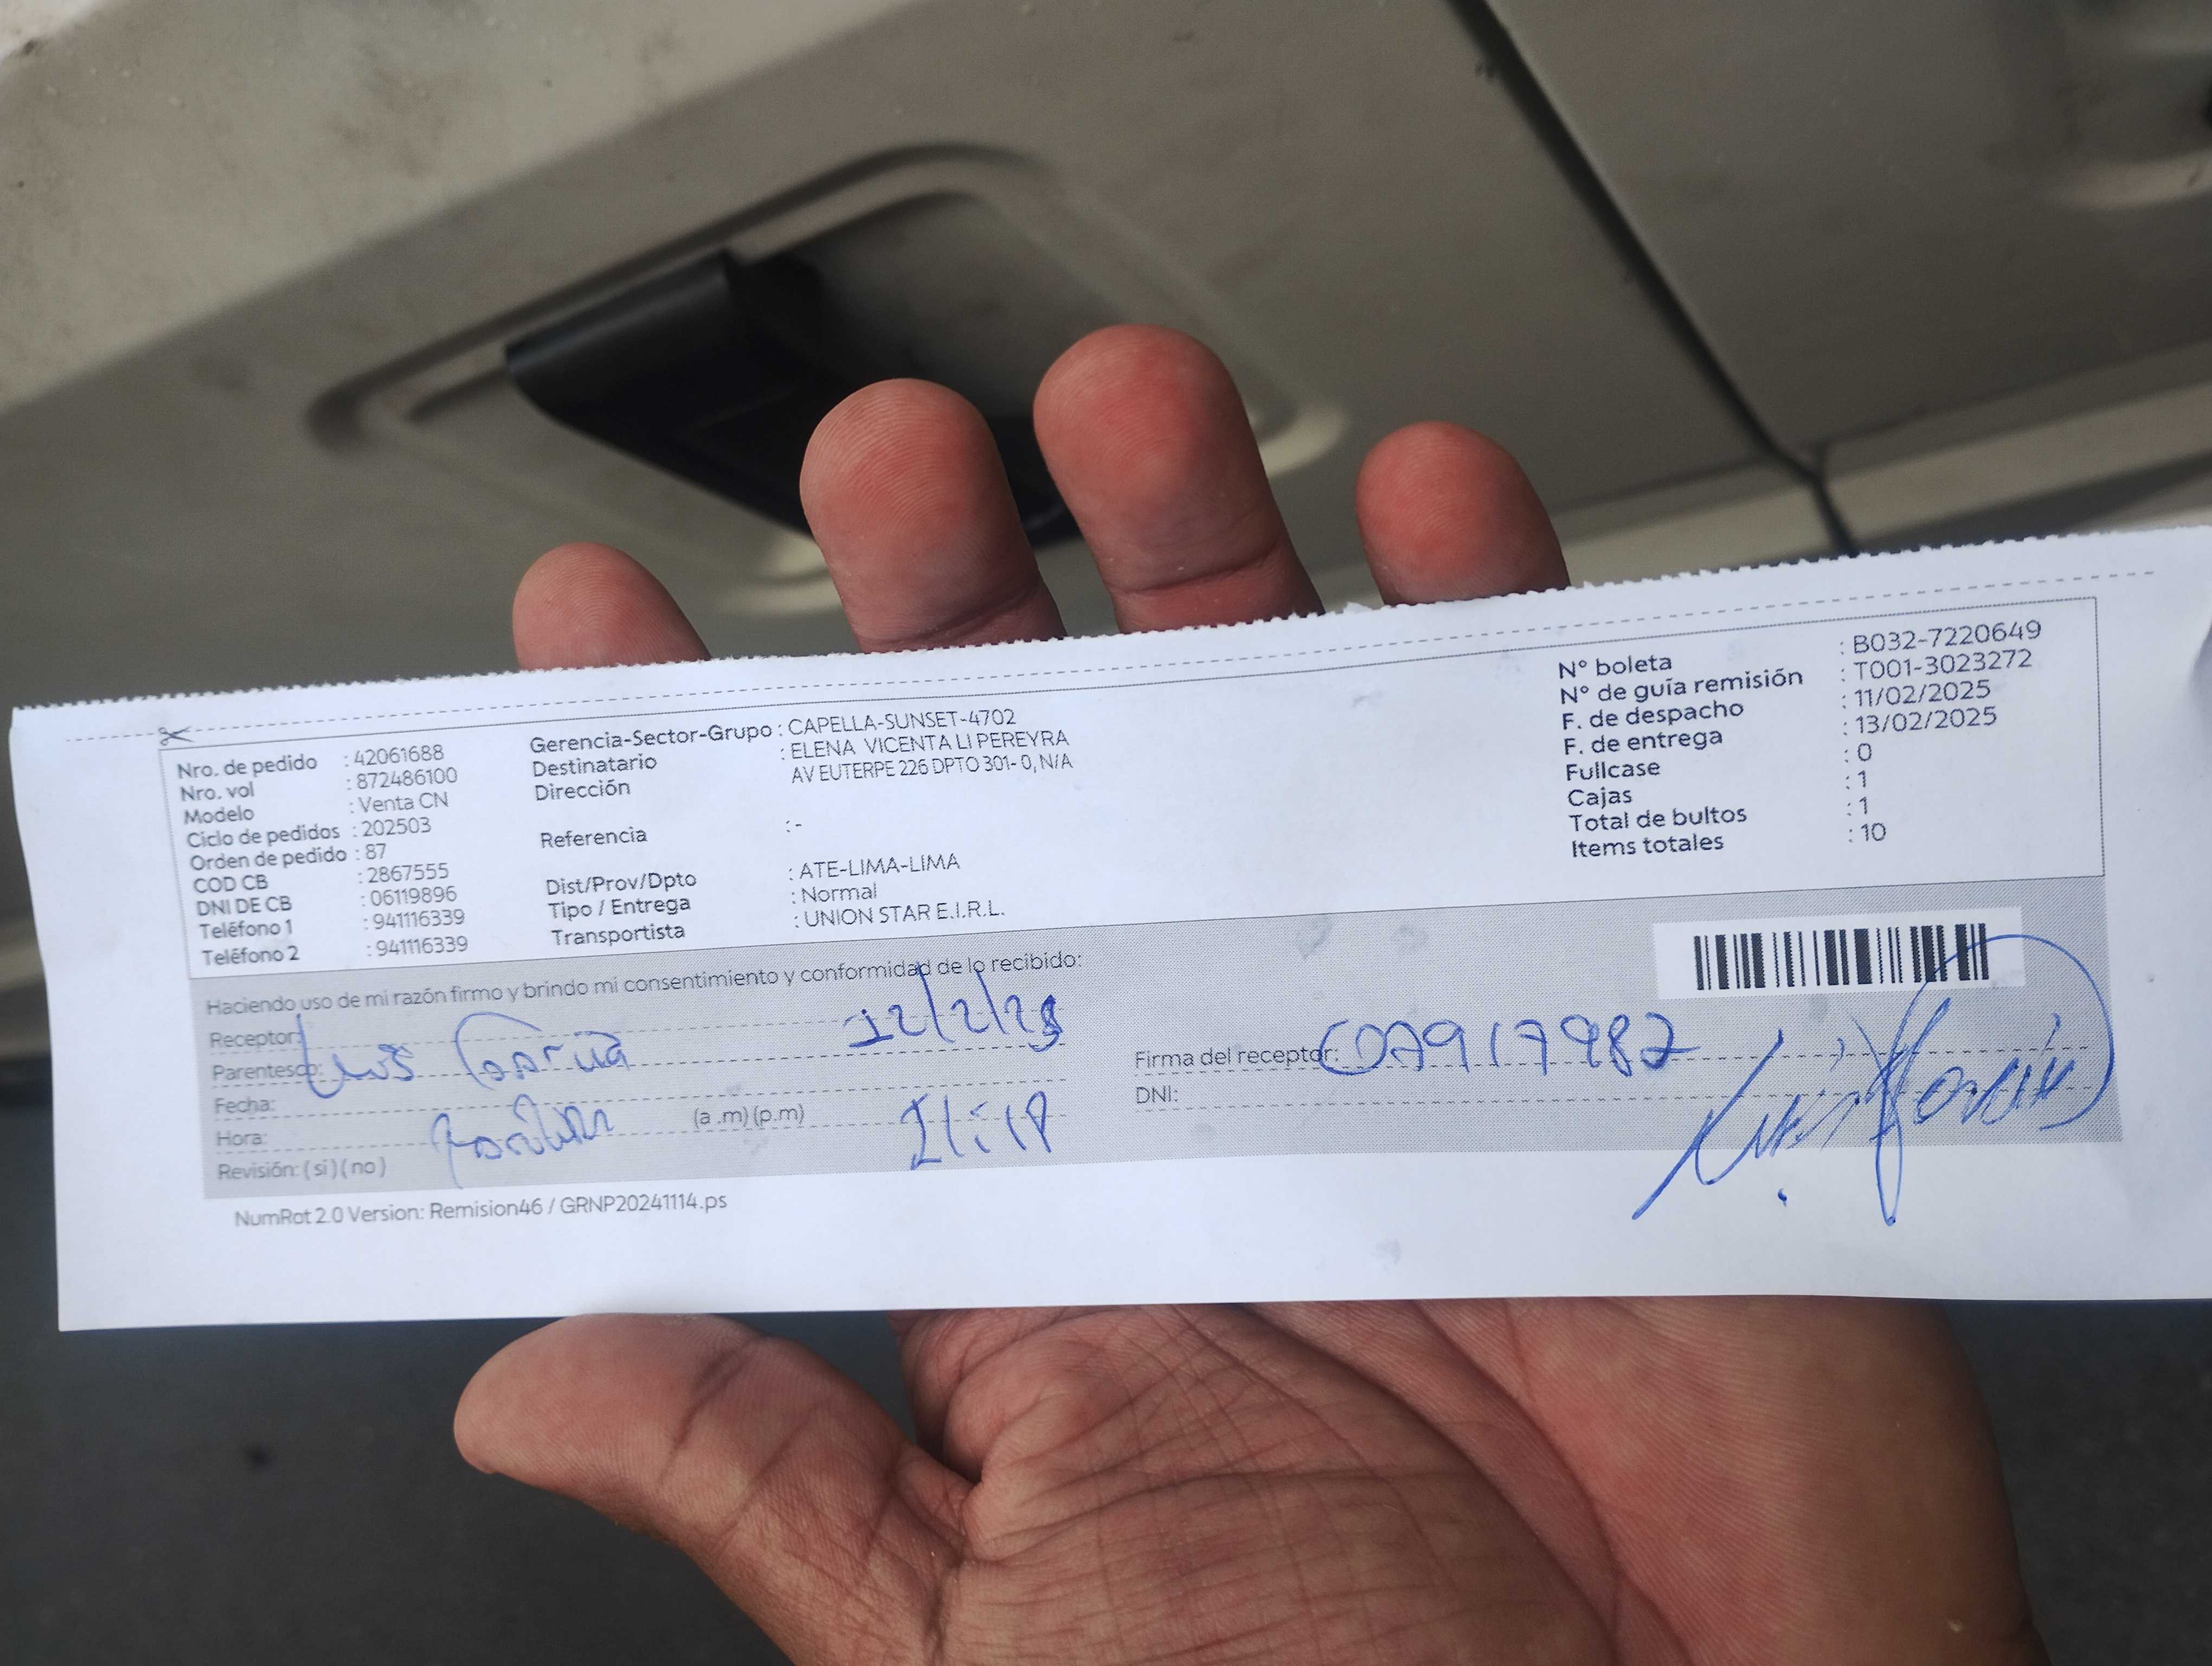 Nro. de pedido : 42061688
Nro. vol : 872486100
Modelo : Venta CN
Ciclo de pedidos : 202503
Orden de pedido : 87
COD CB : 2867555
DNI DE CB : 06119896
Teléfono 1 : 941116339
Teléfono 2 : 941116339
Gerencia-Sector-Grupo : CAPELLA-SUNSET-4702
Destinatario : ELENA VICENTA LI PEREYRA
Dirección AV EUTERPE 226 DPTO 301- 0, N/A
Referencia : -
Dist/Prov/Dpto : ATE-LIMA-LIMA
Tipo / Entrega : Normal
Transportista : UNION STAR E.I.R.L.
N° boleta : B032-7220649
N° de guía remisión : T001-3023272
F. de despacho : 11/02/2025
F. de entrega : 13/02/2025
Fullcase : 0
Cajas : 1
Total de bultos : 1
Items totales : 10
Haciendo uso de mi razón firmo y brindo mi consentimiento y conformidad de lo recibido:
Receptor: 12/2/25
Parentesco: Luis
Fecha:
Hora: (a .m) (p.m)
Revisión: ( si ) ( no )
Firma del receptor:
DNI:
NumRot 2.0 Version: Remision46 / GRNP20241114.ps